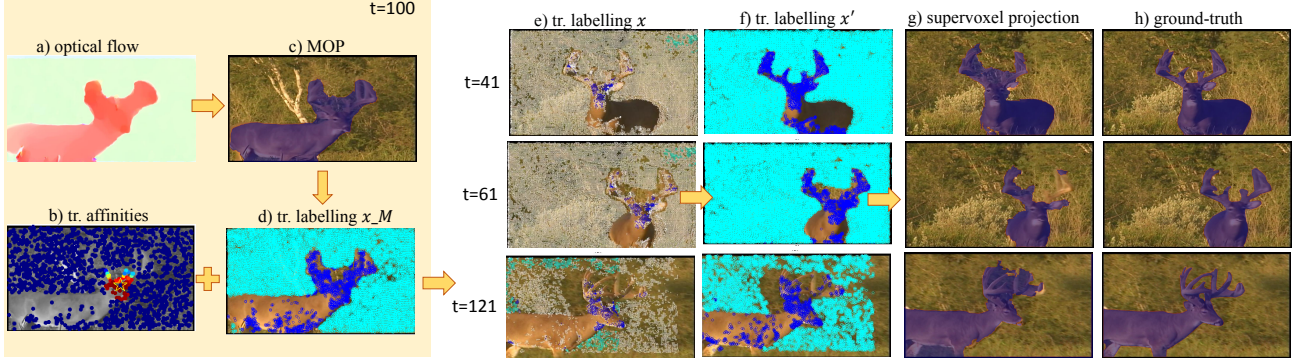 t=100
a) optical flow
c) MOP
b) tr. affinities
d) tr. labelling x_M
e) tr. labelling x
f) tr. labelling x′
g) supervoxel projection
h) ground-truth
t=41
t=61
t=121